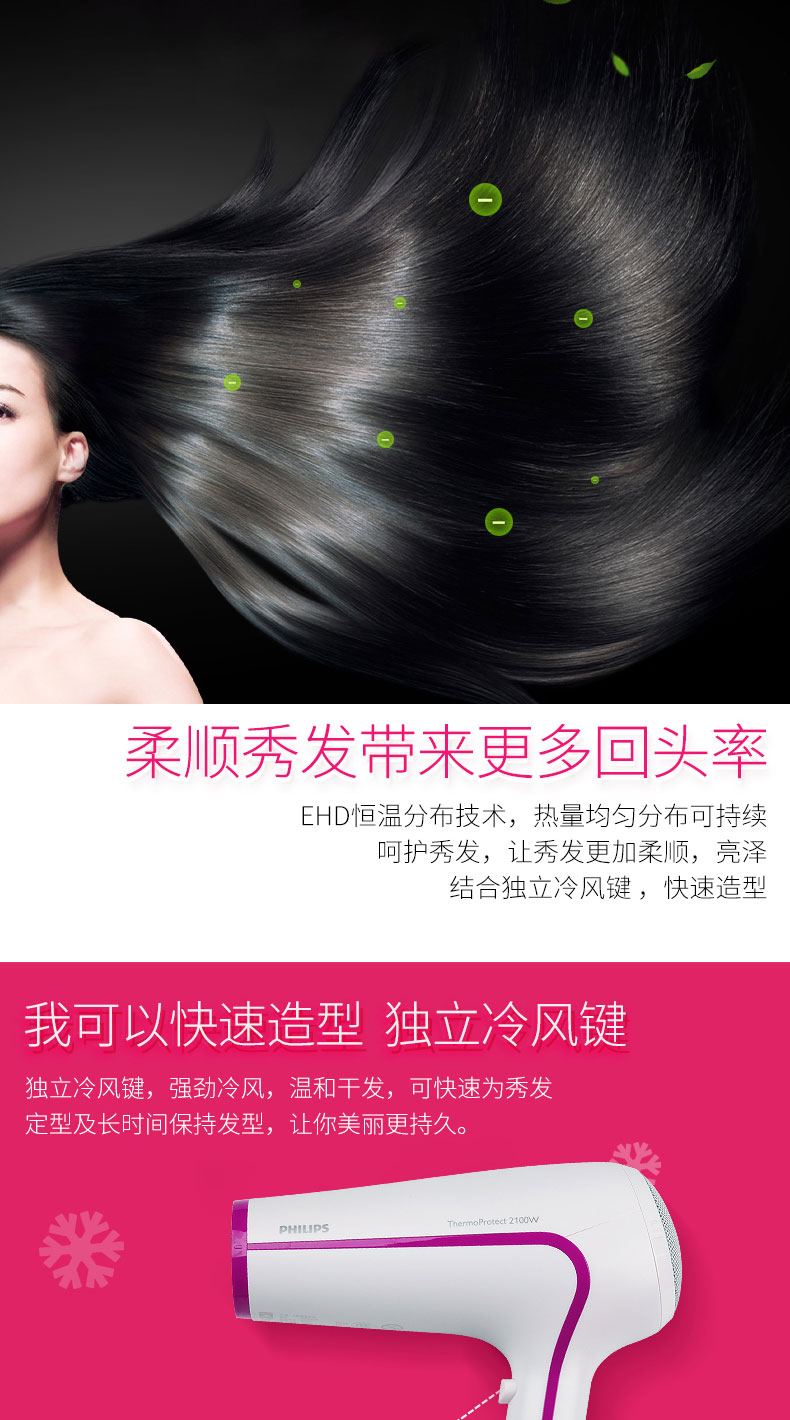 柔顺秀发带来更多回头率
EHD恒温分布技术，热量均匀分布可持续
呵护秀发，让秀发更加柔顺，亮泽
结合独立冷风键，快速造型
我可以快速造型 独立冷风键
独立冷风键，强劲冷风，温和干发，可快速为秀发
定型及长时间保持发型，让你美丽更持久。
PHILIPS
ThermoProtect 2100W